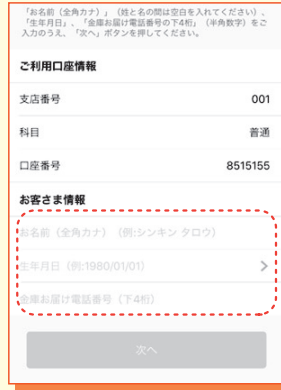 「お名前（全角カナ）」（姓と名の間は空白を入れてください）、
「生年月日」、「金庫お届け電話番号の下4桁」（半角数字）をご
入力のうえ、「次へ」ボタンを押してください。
ご利用口座情報
支店番号 001
科目 普通
口座番号 8515155
お客さま情報
お名前（全角カナ）（例:シンキン タロウ）
生年月日（例:1980/01/01）
金庫お届け電話番号（下4桁）
次へ